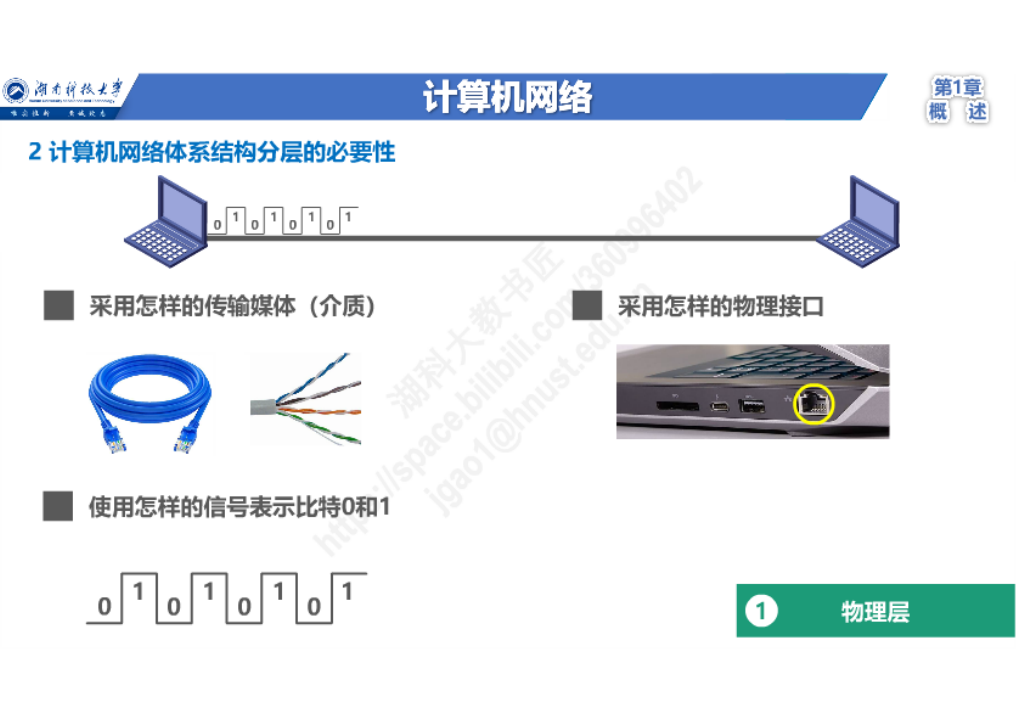 湖南科技大学
计算机网络
第1章
概 述
2 计算机网络体系结构分层的必要性
0 1 0 1 0 1 0 1
采用怎样的传输媒体（介质）
采用怎样的物理接口
湖科大教书匠
http://space.bilibili.com/360996402
jgao1@hnust.edu.cn
使用怎样的信号表示比特0和1
0 1 0 1 0 1 0 1
1 物理层